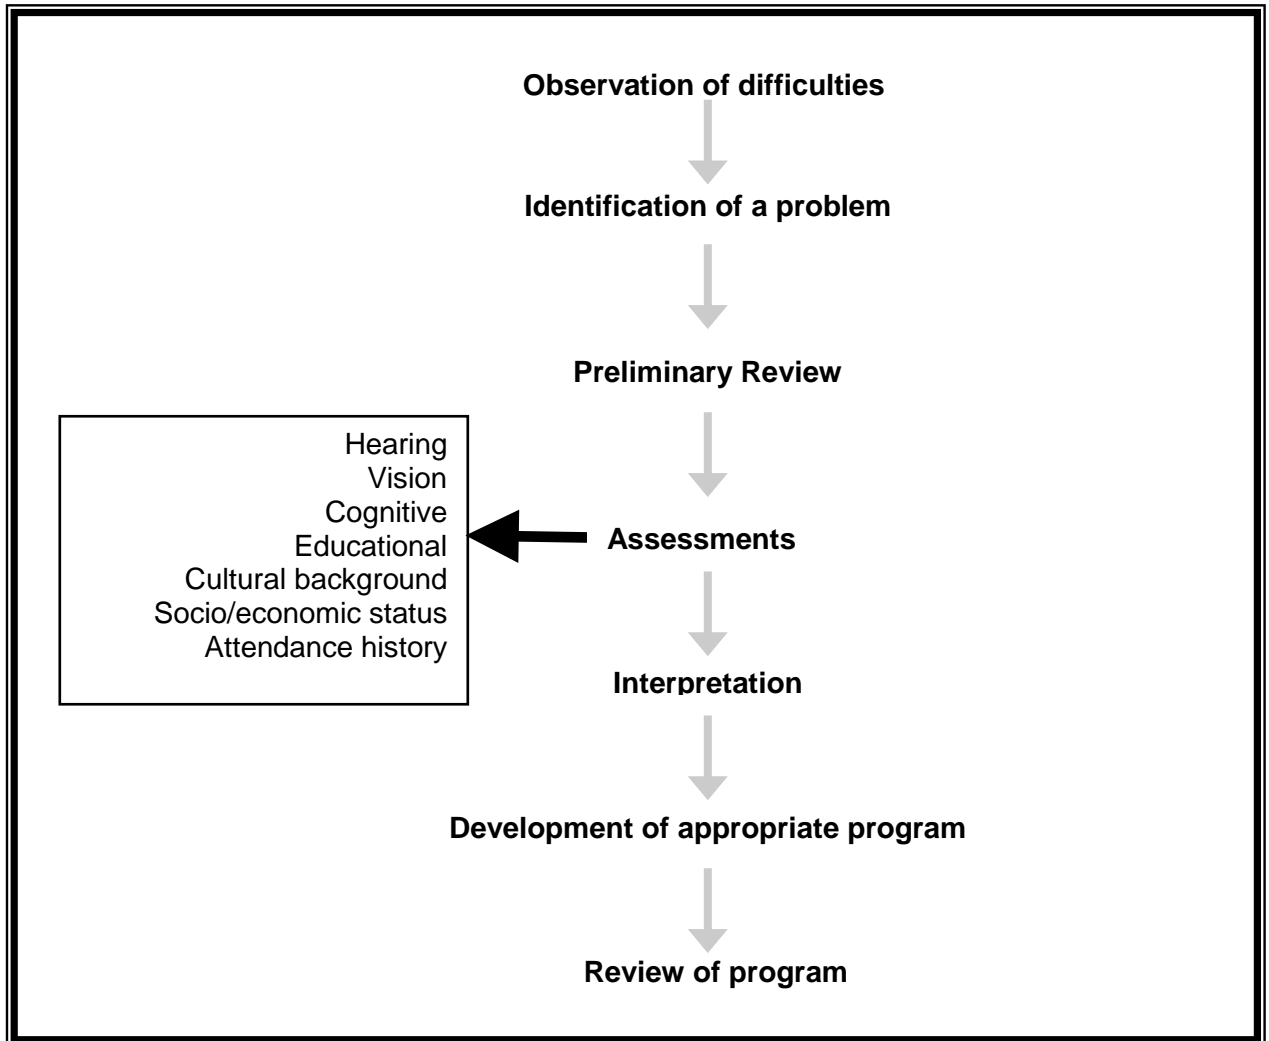 Observation of difficulties
Identification of a problem
Preliminary Review
Hearing
Vision
Cognitive
Educational
Cultural background
Socio/economic status
Attendance history
Assessments
Interpretation
Development of appropriate program
Review of program